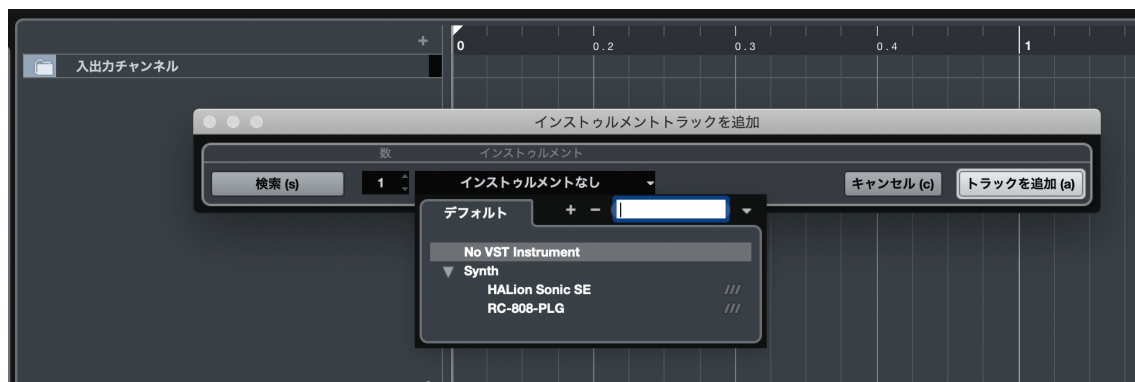 +
0 0.2 0.3 0.4 1
入出力チャンネル
インストゥルメントトラックを追加
数 インストゥルメント
検索 (s) 1 インストゥルメントなし キャンセル (c) トラックを追加 (a)
デフォルト + −
No VST Instrument
Synth
HALion Sonic SE ///
RC-808-PLG ///